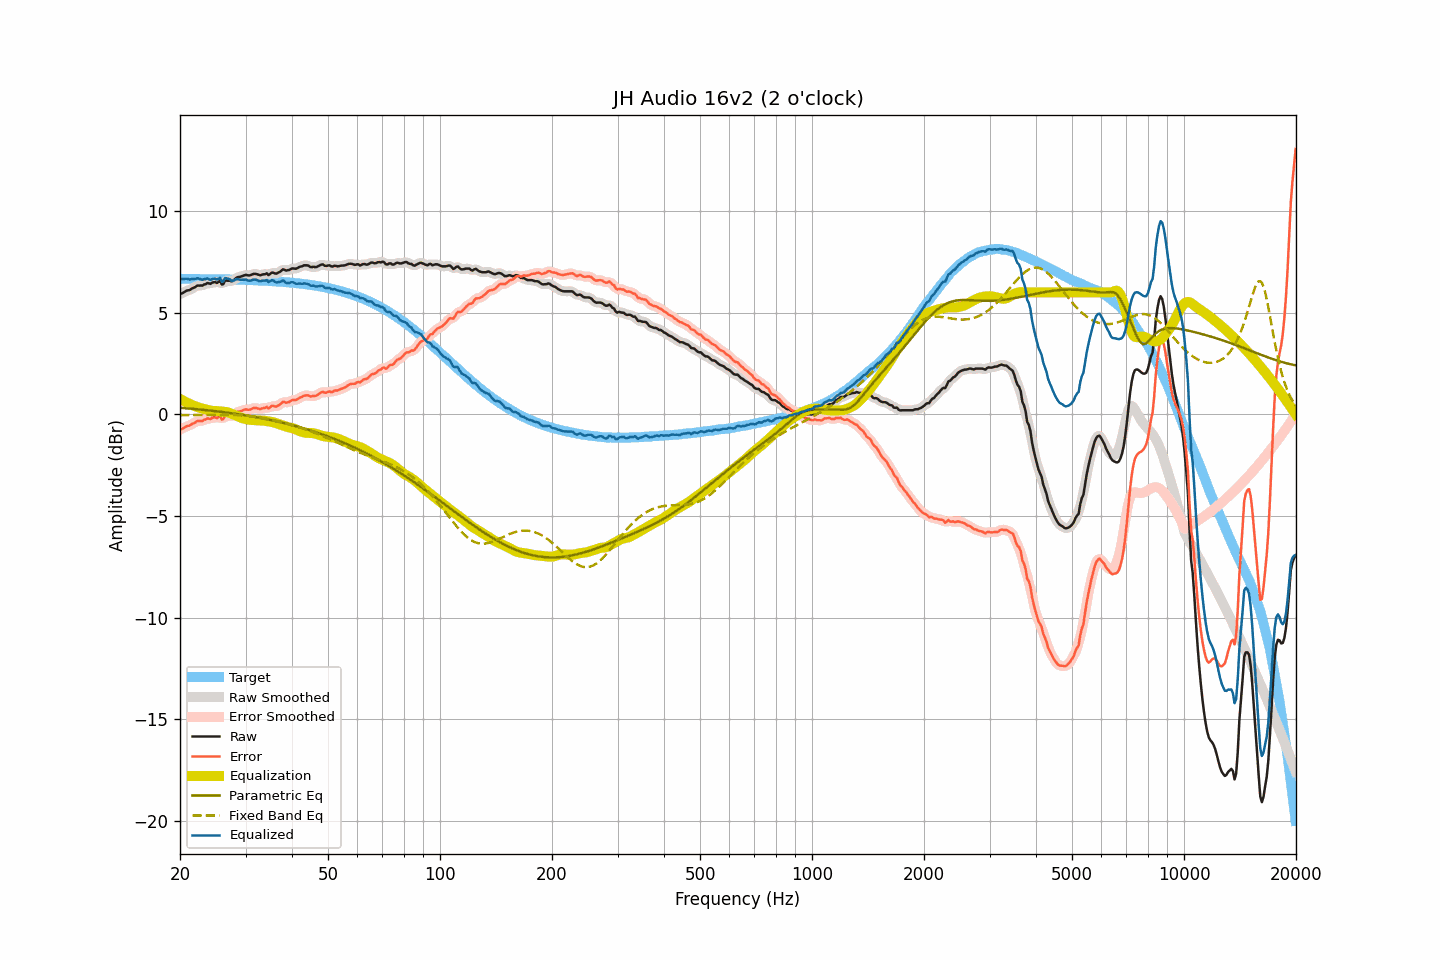 JH Audio 16v2 (2 o'clock)
Amplitude (dBr)
10
5
0
−5
−10
−15
−20
Target
Raw Smoothed
Error Smoothed
Raw
Error
Equalization
Parametric Eq
Fixed Band Eq
Equalized
20 50 100 200 500 1000 2000 5000 10000 20000
Frequency (Hz)